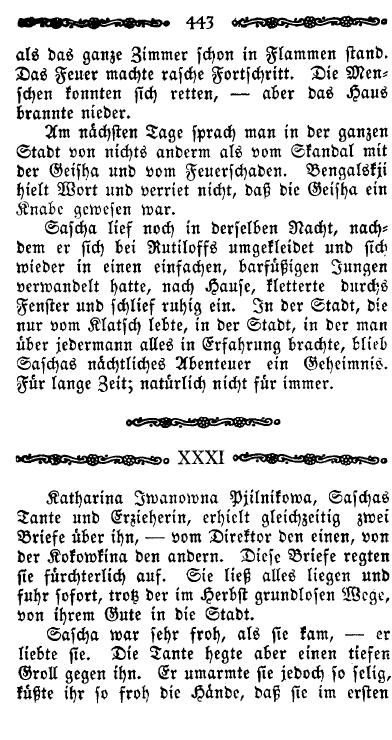 443
als das ganze Zimmer schon in Flammen stand.
Das Feuer machte rasche Fortschritt. Die Men-
schen konnten sich retten, — aber das Haus
brannte nieder.
Am nächsten Tage sprach man in der ganzen
Stadt von nichts anderm als vom Skandal mit
der Geisha und vom Feuerschaden. Bengalskji
hielt Wort und verriet nicht, daß die Geisha ein
Knabe gewesen war.
Sascha lief noch in derselben Nacht, nach-
dem er sich bei Rutiloffs umgekleidet und sich
wieder in einen einfachen, barfüßigen Jungen
verwandelt hatte, nach Hause, kletterte durchs
Fenster und schlief ruhig ein. In der Stadt, die
nur vom Klatsch lebte, in der Stadt, in der man
über jedermann alles in Erfahrung brachte, blieb
Saschas nächtliches Abenteuer ein Geheimnis.
Für lange Zeit; natürlich nicht für immer.
XXXI
Katharina Iwanowna Pjilnikowa, Saschas
Tante und Erzieherin, erhielt gleichzeitig zwei
Briefe über ihn, — vom Direktor den einen, von
der Kokowkina den andern. Diese Briefe regten
sie fürchterlich auf. Sie ließ alles liegen und
fuhr sofort, trotz der im Herbst grundlosen Wege,
von ihrem Gute in die Stadt.
Sascha war sehr froh, als sie kam, — er
liebte sie. Die Tante hegte aber einen tiefen
Groll gegen ihn. Er umarmte sie jedoch so selig,
küßte ihr so froh die Hände, daß sie im ersten